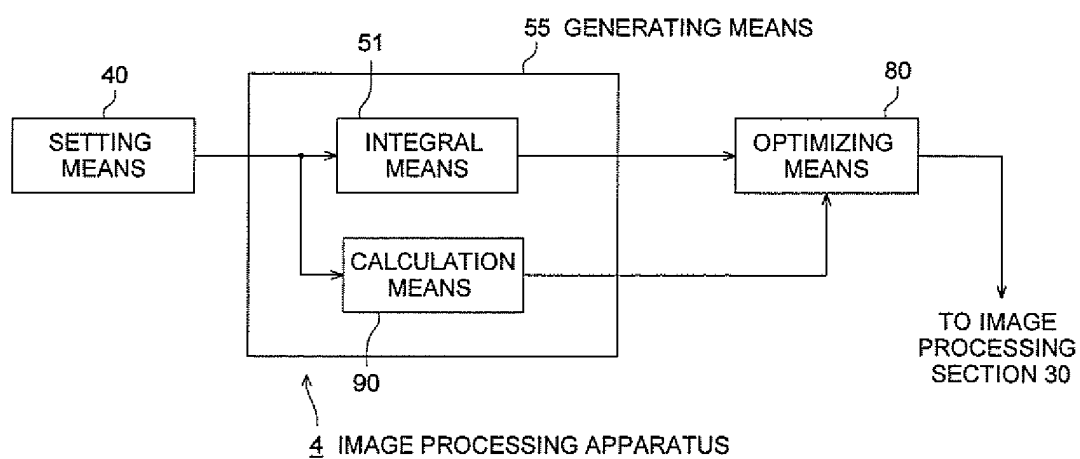 55 GENERATING MEANS
40
51
80
SETTING
MEANS
INTEGRAL
MEANS
OPTIMIZING
MEANS
CALCULATION
MEANS
90
TO IMAGE
PROCESSING
SECTION 30
4 IMAGE PROCESSING APPARATUS